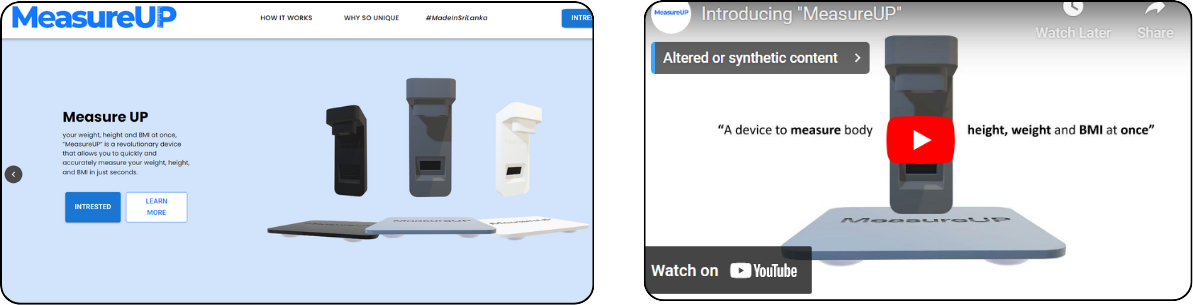 MeasureUP
HOW IT WORKS
WHY SO UNIQUE
#MadeinSriLanka
INTRES
Measure UP
your weight, height and BMI at once,
"MeasureUP" is a revolutionary device
that allows you to quickly and
accurately measure your weight, height,
and BMI in just seconds.
INTRESTED
LEARN
MORE
MeasureUP
MeasureUP
MeasureUP
MeasureUP
Introducing "MeasureUP"
Watch Later
Share
Altered or synthetic content
“A device to measure body height, weight and BMI at once”
MeasureUP
Watch on YouTube